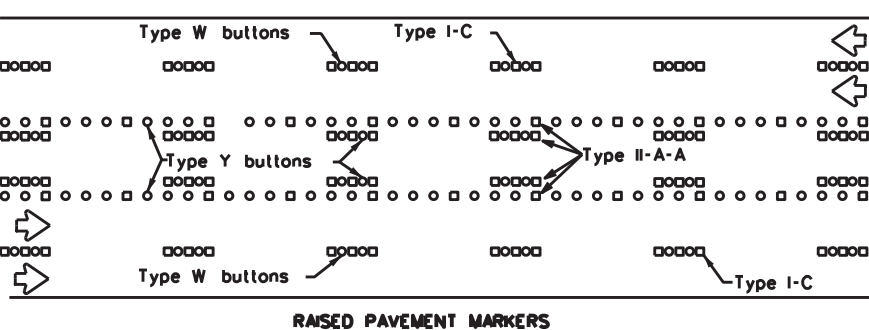 Type W buttons
Type I-C
Type Y buttons
Type II-A-A
Type W buttons
Type I-C
RAISED PAVEMENT MARKERS